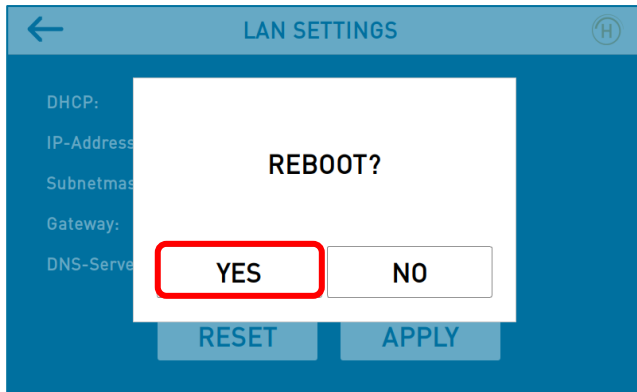 LAN SETTINGS
H
DHCP:
IP-Address
Subnetmas
Gateway:
DNS-Serve
REBOOT?
YES NO
RESET APPLY